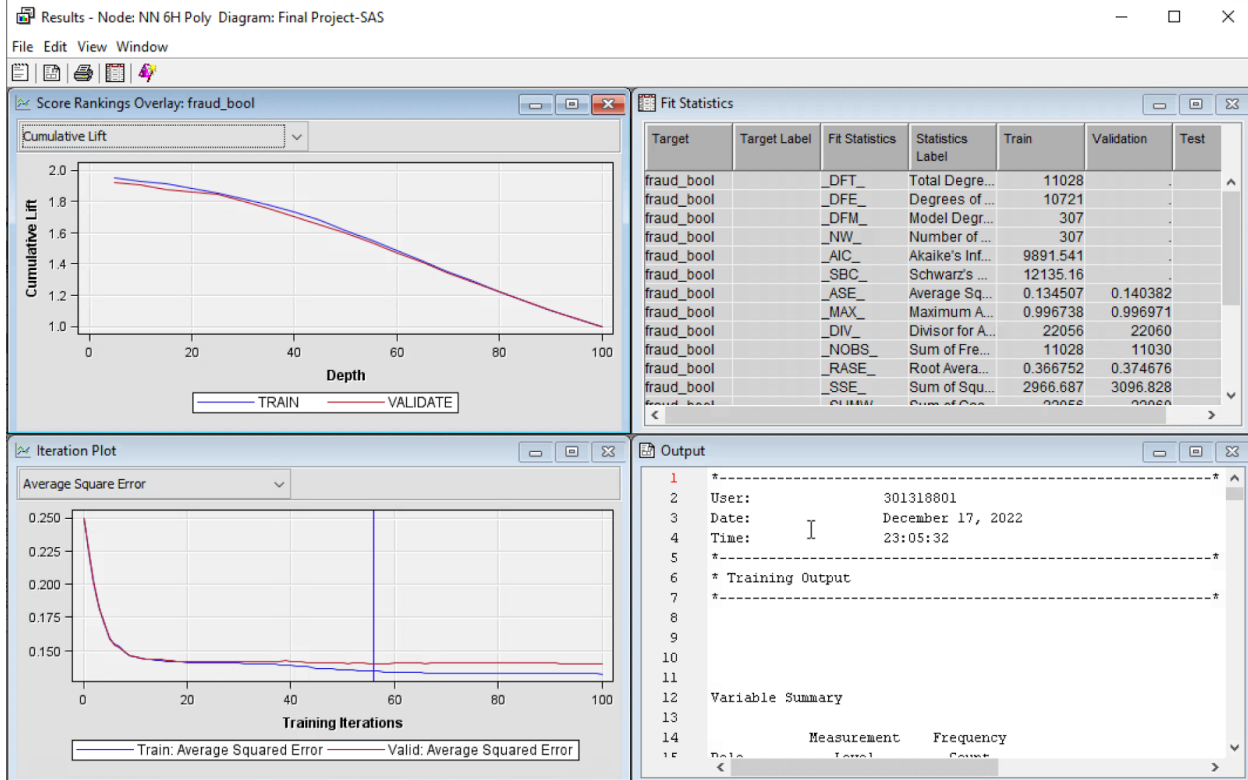 Results - Node: NN 6H Poly Diagram: Final Project-SAS
File Edit View Window
Score Rankings Overlay: fraud_bool
Cumulative Lift
2.0
1.8
1.6
1.4
1.2
1.0
Cumulative Lift
0 20 40 60 80 100
Depth
TRAIN VALIDATE
Fit Statistics
Target Target Label Fit Statistics Statistics Label Train Validation Test
fraud_bool _DFT_ Total Degre... 11028 .
fraud_bool _DFE_ Degrees of ... 10721 .
fraud_bool _DFM_ Model Degr... 307 .
fraud_bool _NW_ Number of ... 307 .
fraud_bool _AIC_ Akaike's Inf... 9891.541 .
fraud_bool _SBC_ Schwarz's ... 12135.16 .
fraud_bool _ASE_ Average Sq... 0.134507 0.140382
fraud_bool _MAX_ Maximum A... 0.996738 0.996971
fraud_bool _DIV_ Divisor for A... 22056 22060
fraud_bool _NOBS_ Sum of Fre... 11028 11030
fraud_bool _RASE_ Root Avera... 0.366752 0.374676
fraud_bool _SSE_ Sum of Squ... 2966.687 3096.828
Iteration Plot
Average Square Error
0.250
0.225
0.200
0.175
0.150
0 20 40 60 80 100
Training Iterations
Train: Average Squared Error Valid: Average Squared Error
Output
1 *------------------------------------------------------------*
2 User: 301318801
3 Date: December 17, 2022
4 Time: 23:05:32
5 *------------------------------------------------------------*
6 * Training Output
7 *------------------------------------------------------------*
8
9
10
11
12 Variable Summary
13
14 Measurement Frequency
15 Role Level Count